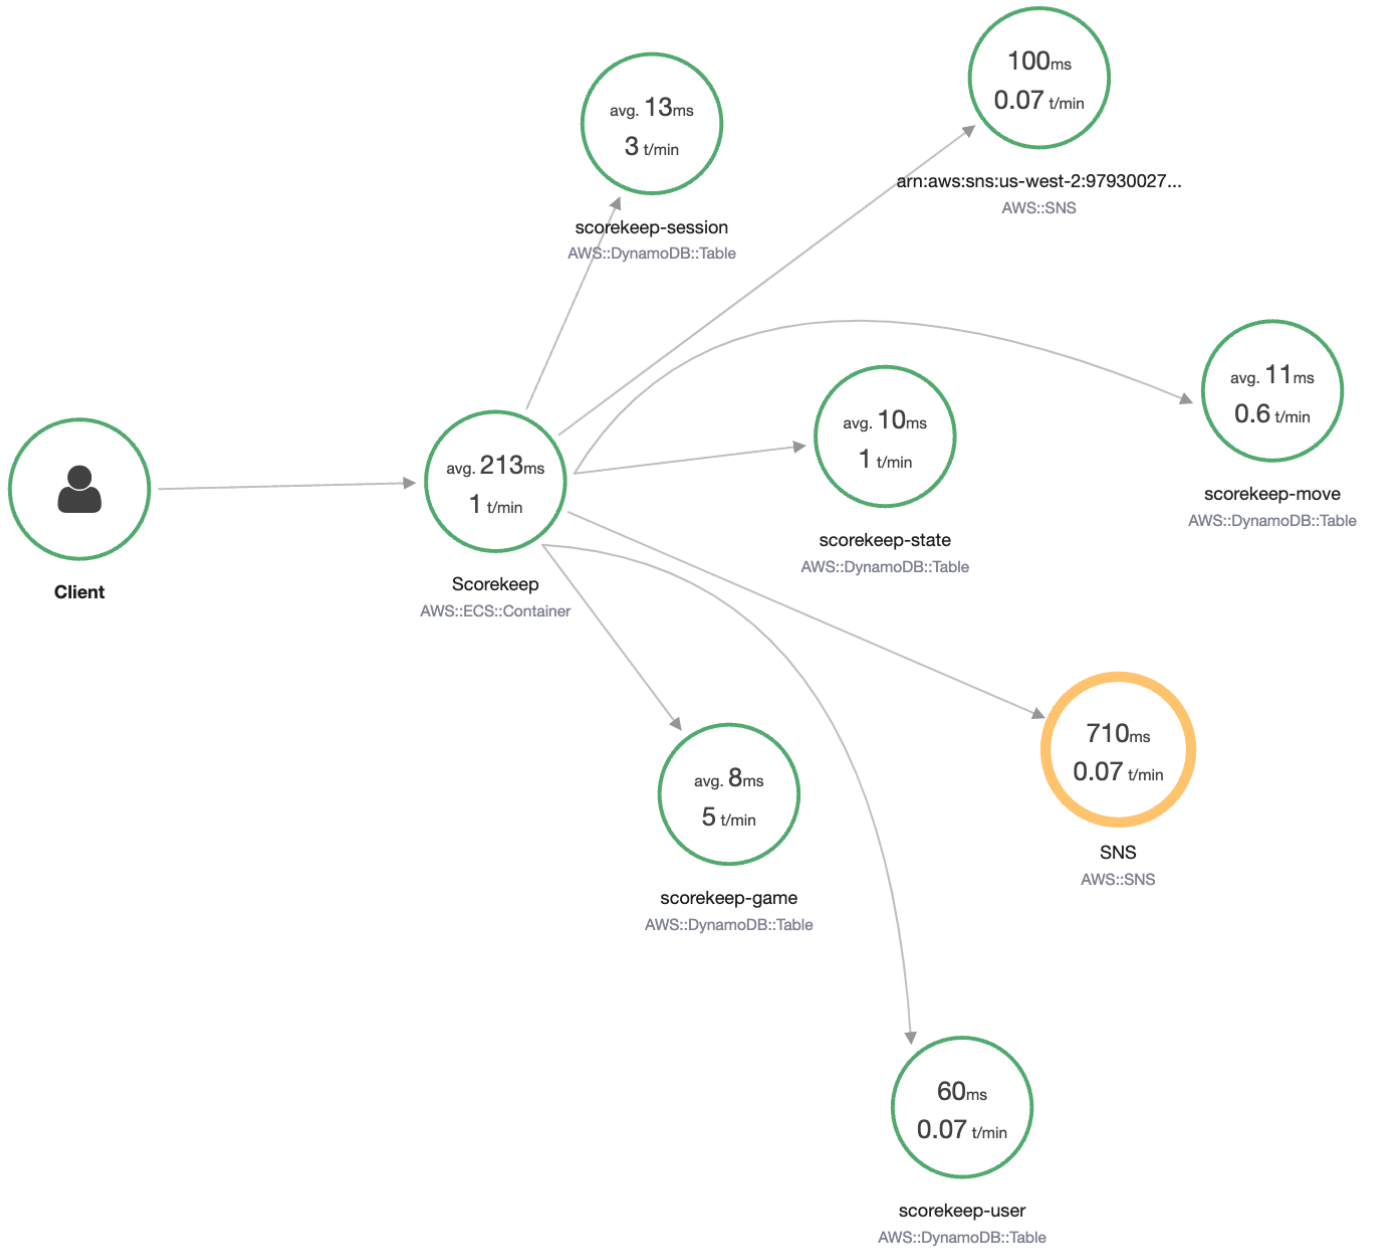 100ms
0.07 t/min
arn:aws:sns:us-west-2:97930027...
AWS::SNS
avg. 13ms
3 t/min
scorekeep-session
AWS::DynamoDB::Table
avg. 11ms
0.6 t/min
scorekeep-move
AWS::DynamoDB::Table
avg. 10ms
1 t/min
scorekeep-state
AWS::DynamoDB::Table
Client
avg. 213ms
1 t/min
Scorekeep
AWS::ECS::Container
710ms
0.07 t/min
SNS
AWS::SNS
avg. 8ms
5 t/min
scorekeep-game
AWS::DynamoDB::Table
60ms
0.07 t/min
scorekeep-user
AWS::DynamoDB::Table